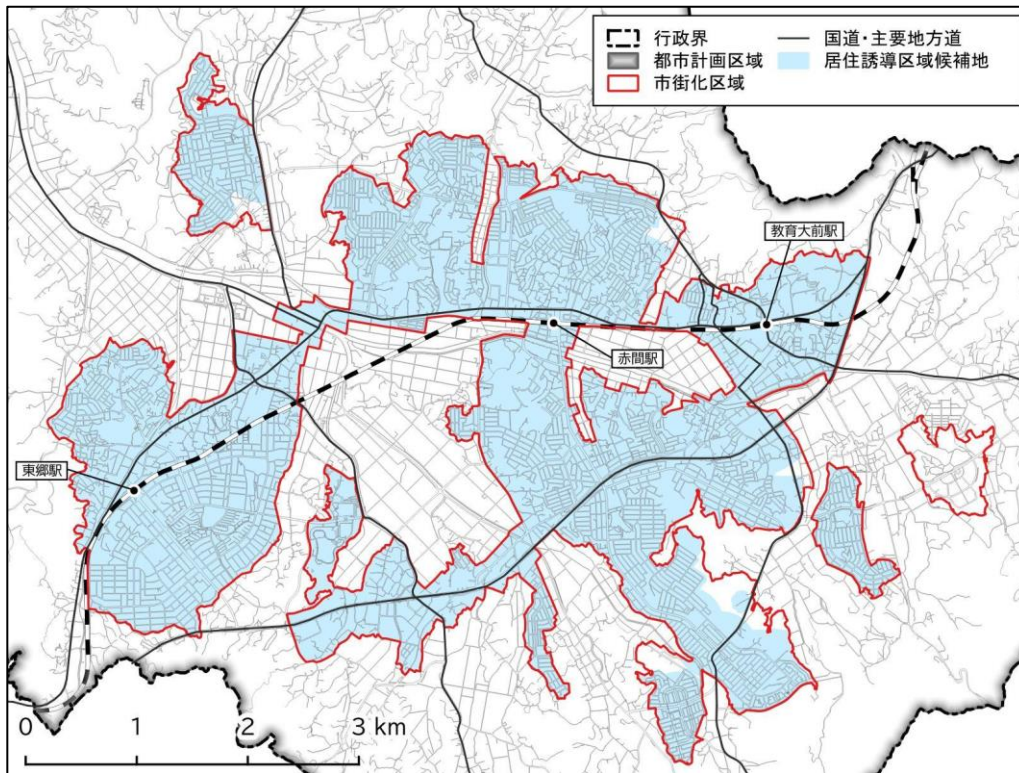 行政界
都市計画区域
市街化区域
国道・主要地方道
居住誘導区域候補地
教育大前駅
赤間駅
東郷駅
0 1 2 3 km